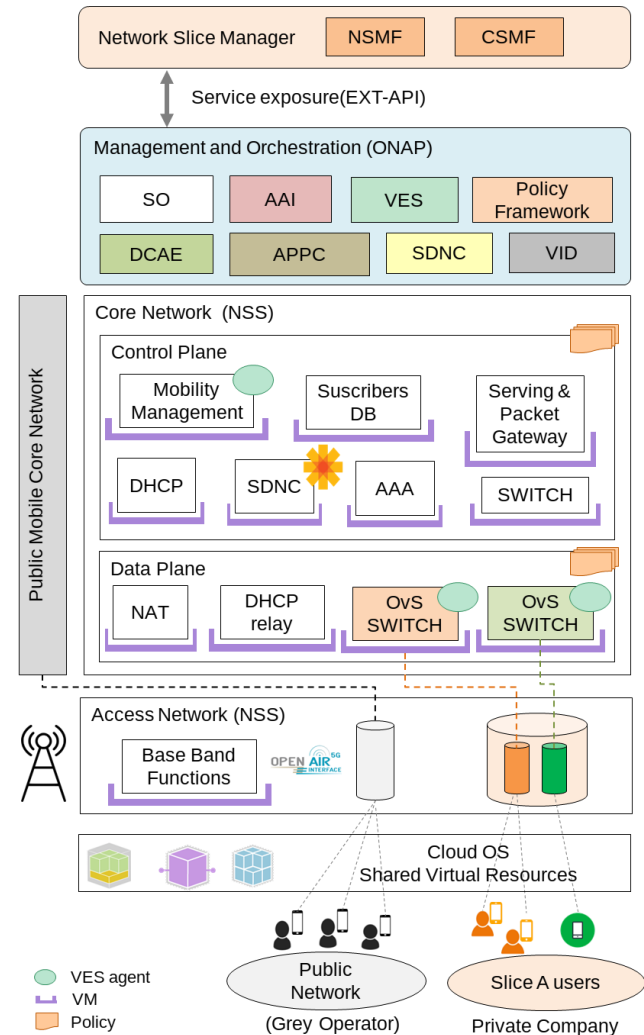 Network Slice Manager
NSMF
CSMF
Service exposure(EXT-API)
Management and Orchestration (ONAP)
SO
AAI
VES
Policy
Framework
DCAE
APPC
SDNC
VID
Public Mobile Core Network
Core Network (NSS)
Control Plane
Mobility
Management
Suscribers
DB
Serving &
Packet
Gateway
DHCP
SDNC
AAA
SWITCH
Data Plane
NAT
DHCP
relay
OvS
SWITCH
OvS
SWITCH
Access Network (NSS)
Base Band
Functions
OPEN AIR 5G
INTERFACE
Cloud OS
Shared Virtual Resources
VES agent
VM
Policy
Public
Network
(Grey Operator)
Slice A users
Private Company